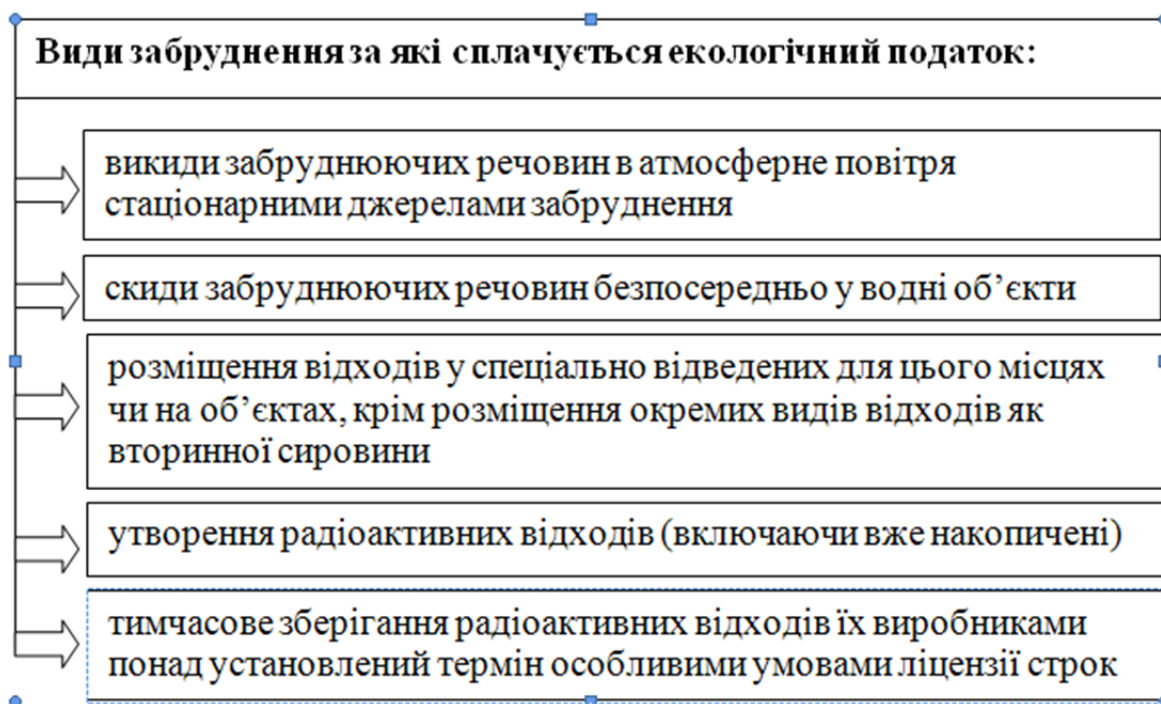 Види забруднення за які сплачується екологічний податок:
викиди забруднюючих речовин в атмосферне повітря
стаціонарними джерелами забруднення
скиди забруднюючих речовин безпосередньо у водні об’єкти
розміщення відходів у спеціально відведених для цього місцях
чи на об’єктах, крім розміщення окремих видів відходів як
вторинної сировини
утворення радіоактивних відходів (включаючи вже накопичені)
тимчасове зберігання радіоактивних відходів їх виробниками
понад установлений термін особливими умовами ліцензії строк